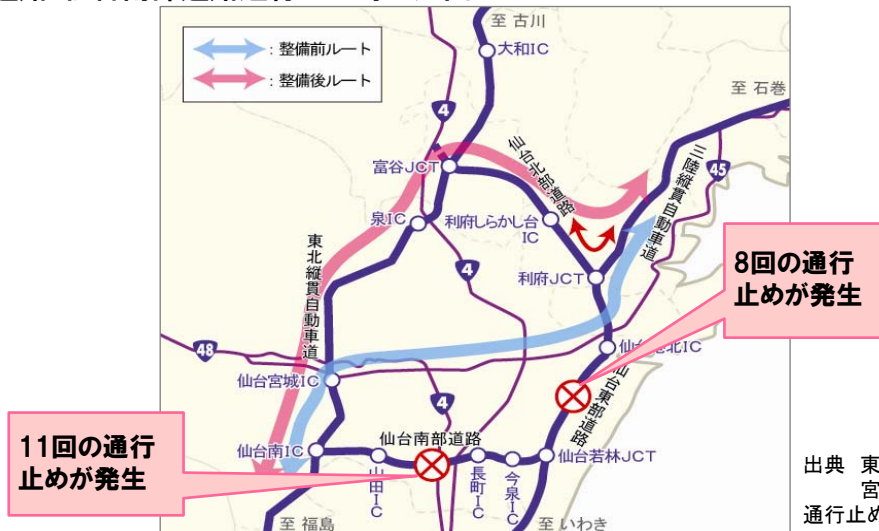 至 古川
: 整備前ルート
: 整備後ルート
大和IC
至 石巻
4
富谷JCT
仙台北部道路
三陸縦貫自動車道
45
泉IC
利府しらかし台
IC
東北縦貫自動車道
4
利府JCT
8回の通行
止めが発生
48
仙台宮城IC
仙台東部道路
4
11回の通行
止めが発生
仙台南IC
仙台南部道路
山田IC
長町IC
今泉IC
仙台若林JCT
至 福島
至 いわき
出典 東
宮
通行止め